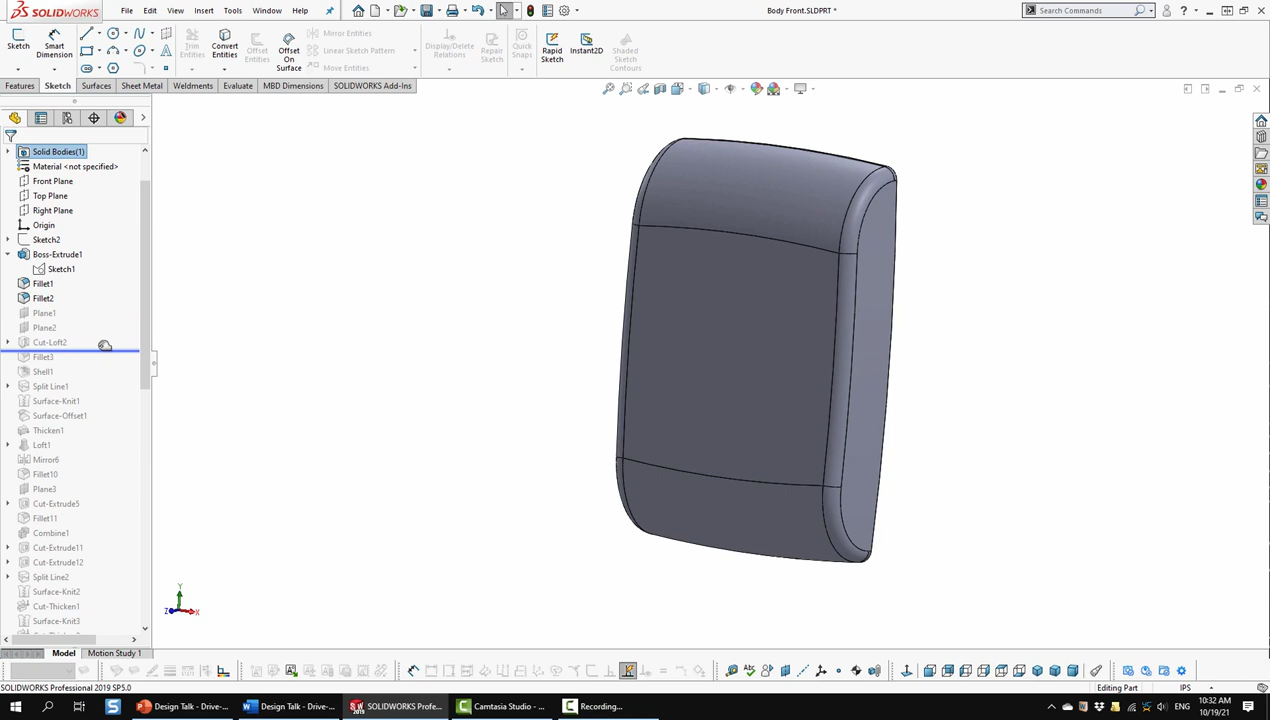 SOLIDWORKS
File Edit View Insert Tools Window Help
Body Front.SLDPRT *
Search Commands
Sketch
Smart Dimension
Trim Entities
Convert Entities
Offset Entities
Offset On Surface
Mirror Entities
Linear Sketch Pattern
Move Entities
Display/Delete Relations
Repair Sketch
Quick Snaps
Rapid Sketch
Instant2D
Shaded Sketch Contours
Features Sketch Surfaces Sheet Metal Weldments Evaluate MBD Dimensions SOLIDWORKS Add-Ins
Solid Bodies(1)
Material <not specified>
Front Plane
Top Plane
Right Plane
Origin
Sketch2
Boss-Extrude1
Sketch1
Fillet1
Fillet2
Plane1
Plane2
Cut-Loft2
Fillet3
Shell1
Split Line1
Surface-Knit1
Surface-Offset1
Thicken1
Loft1
Mirror6
Fillet10
Plane3
Cut-Extrude5
Fillet11
Combine1
Cut-Extrude11
Cut-Extrude12
Split Line2
Surface-Knit2
Cut-Thicken1
Surface-Knit3
Y
Z X
Model Motion Study 1
SOLIDWORKS Professional 2019 SP5.0
Editing Part IPS
Design Talk - Drive-...
Design Talk - Drive-...
SOLIDWORKS Profe...
Camtasia Studio - ...
Recording...
ENG
10:32 AM
10/19/21